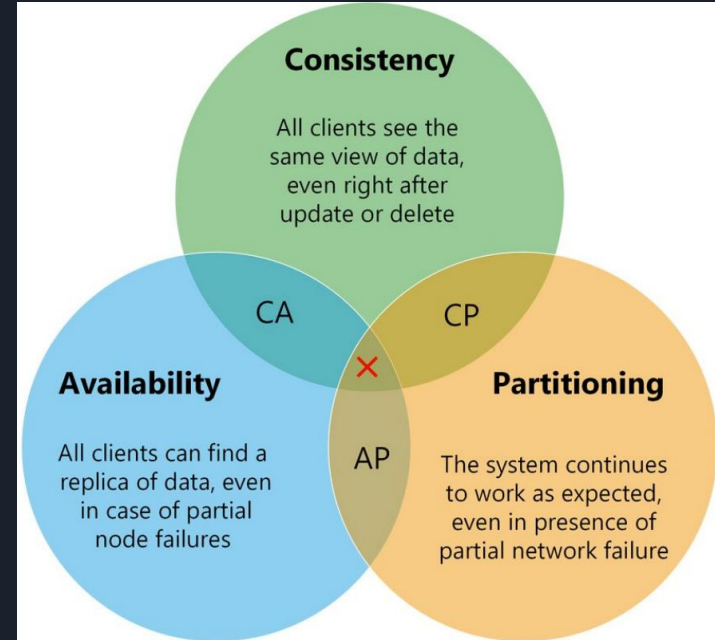 Consistency
All clients see the
same view of data,
even right after
update or delete
CA
CP
Availability
All clients can find a
replica of data, even
in case of partial
node failures
AP
Partitioning
The system continues
to work as expected,
even in presence of
partial network failure